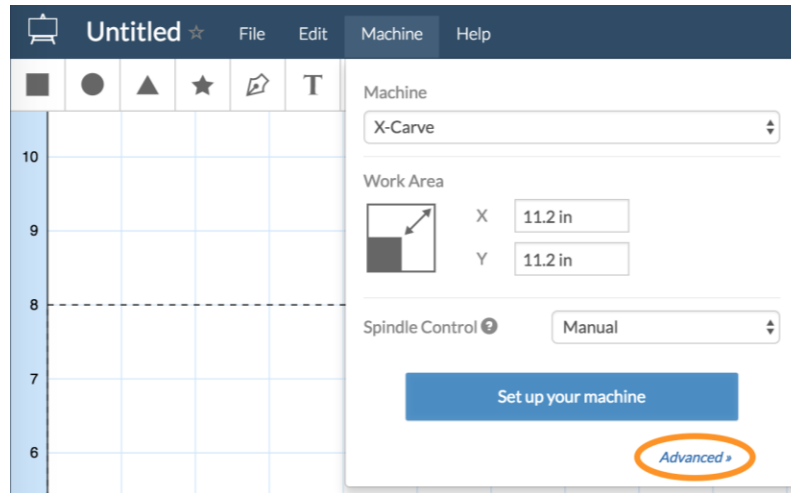 Untitled ☆ File Edit Machine Help
T
Machine
X-Carve
Work Area
X 11.2 in
Y 11.2 in
Spindle Control ? Manual
Set up your machine
Advanced »
10
9
8
7
6